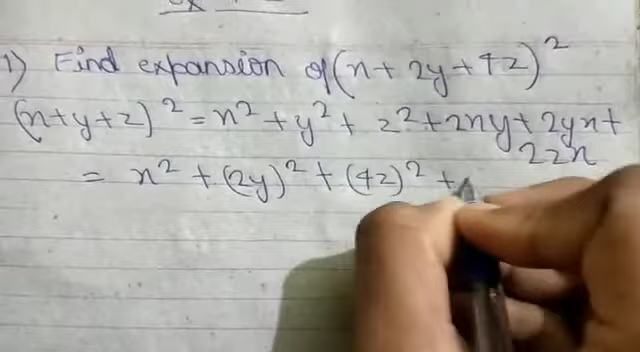 1) Find expansion of (x + 2y + 4z)²
(x+y+z)² = x² + y² + z² + 2xy + 2yx +
2zx
= x² + (2y)² + (4z)² +